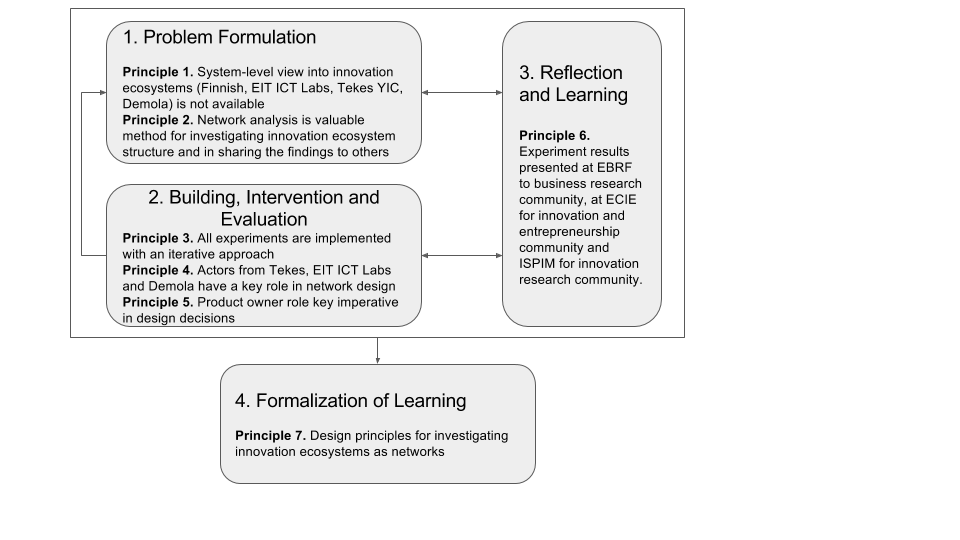 1. Problem Formulation
Principle 1. System-level view into innovation
ecosystems (Finnish, EIT ICT Labs, Tekes YIC,
Demola) is not available
Principle 2. Network analysis is valuable
method for investigating innovation ecosystem
structure and in sharing the findings to others
2. Building, Intervention and
Evaluation
Principle 3. All experiments are implemented
with an iterative approach
Principle 4. Actors from Tekes, EIT ICT Labs
and Demola have a key role in network design
Principle 5. Product owner role key imperative
in design decisions
3. Reflection
and Learning
Principle 6.
Experiment results
presented at EBRF
to business research
community, at ECIE
for innovation and
entrepreneurship
community and
ISPIM for innovation
research community.
4. Formalization of Learning
Principle 7. Design principles for investigating
innovation ecosystems as networks